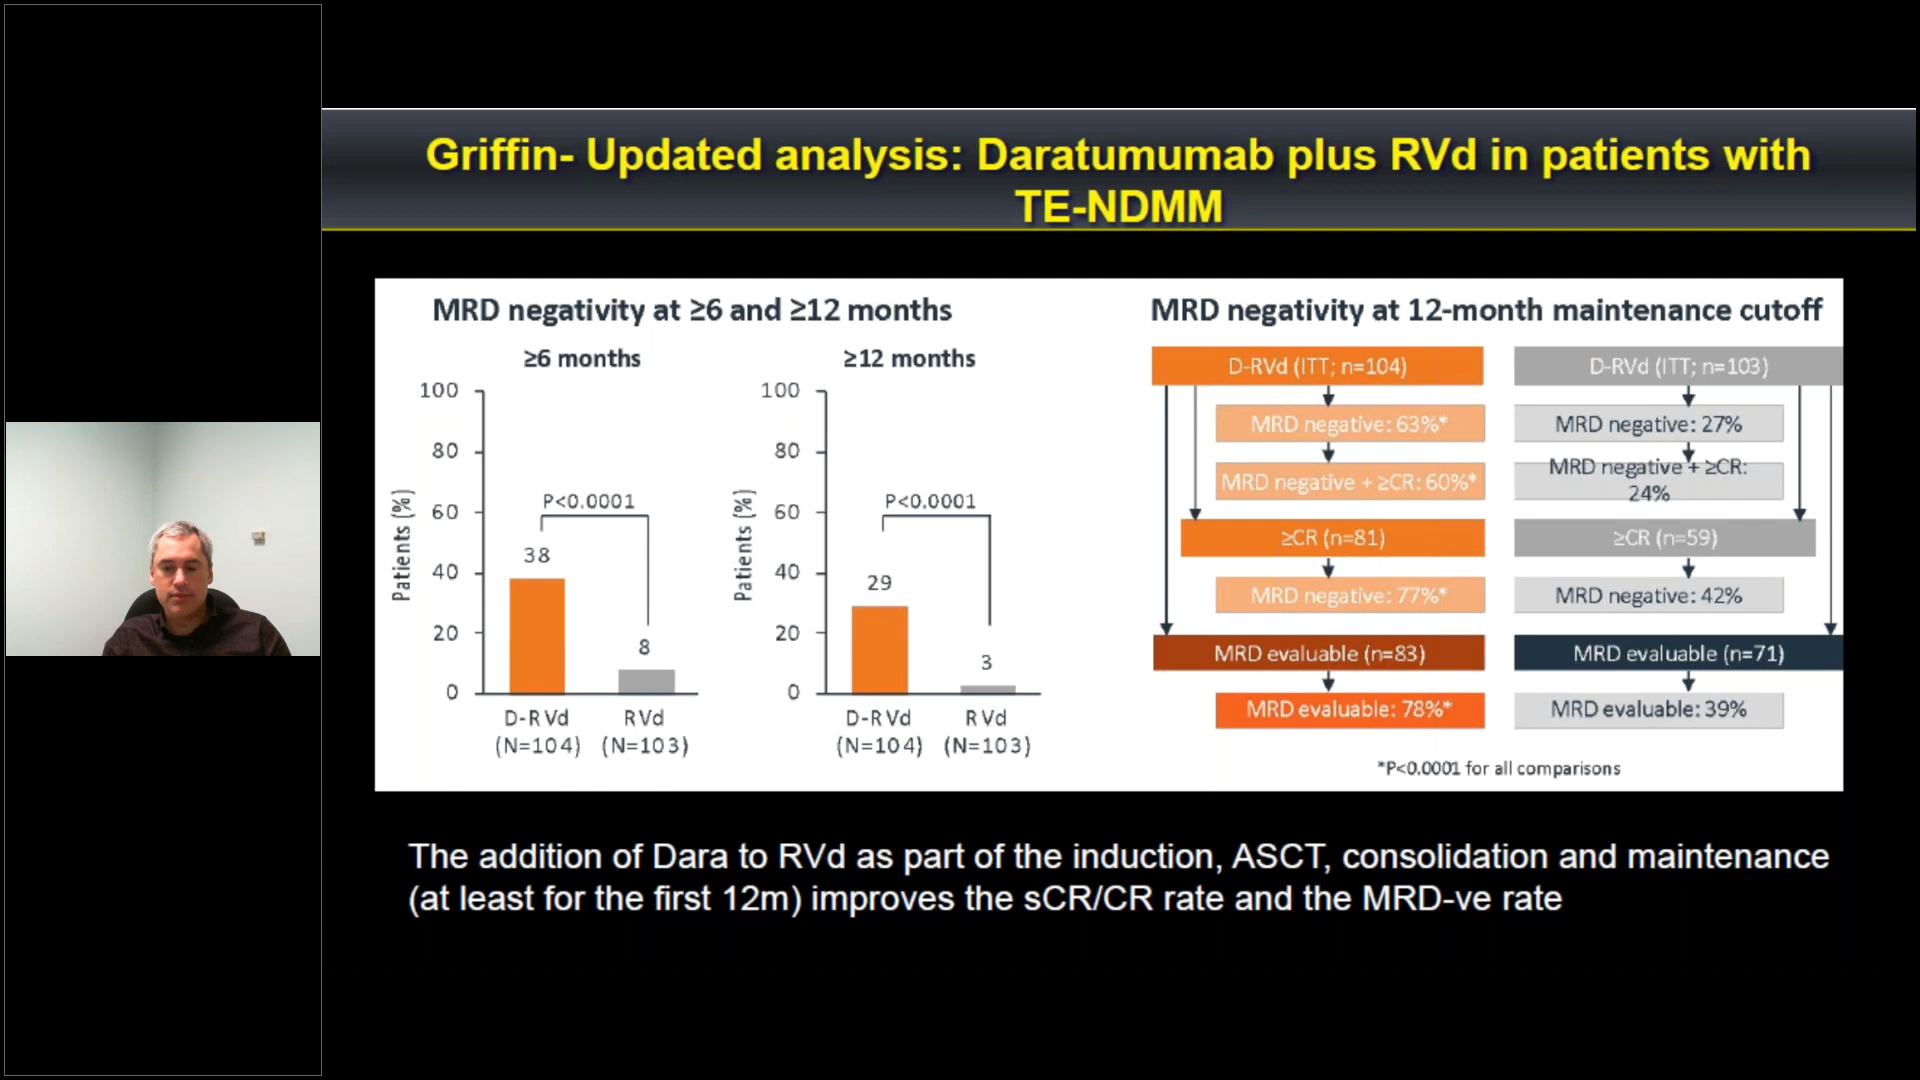 Griffin- Updated analysis: Daratumumab plus RVd in patients with
TE-NDMM
MRD negativity at ≥6 and ≥12 months
≥6 months
100
80
60
40
20
0
Patients (%)
P<0.0001
38
8
D-RVd
(N=104)
RVd
(N=103)
≥12 months
100
80
60
40
20
0
Patients (%)
P<0.0001
29
3
D-RVd
(N=104)
RVd
(N=103)
MRD negativity at 12-month maintenance cutoff
D-RVd (ITT; n=104)
MRD negative: 63%*
MRD negative + ≥CR: 60%*
≥CR (n=81)
MRD negative: 77%*
MRD evaluable (n=83)
MRD evaluable: 78%*
D-RVd (ITT; n=103)
MRD negative: 27%
MRD negative + ≥CR:
24%
≥CR (n=59)
MRD negative: 42%
MRD evaluable (n=71)
MRD evaluable: 39%
*P<0.0001 for all comparisons
The addition of Dara to RVd as part of the induction, ASCT, consolidation and maintenance
(at least for the first 12m) improves the sCR/CR rate and the MRD-ve rate